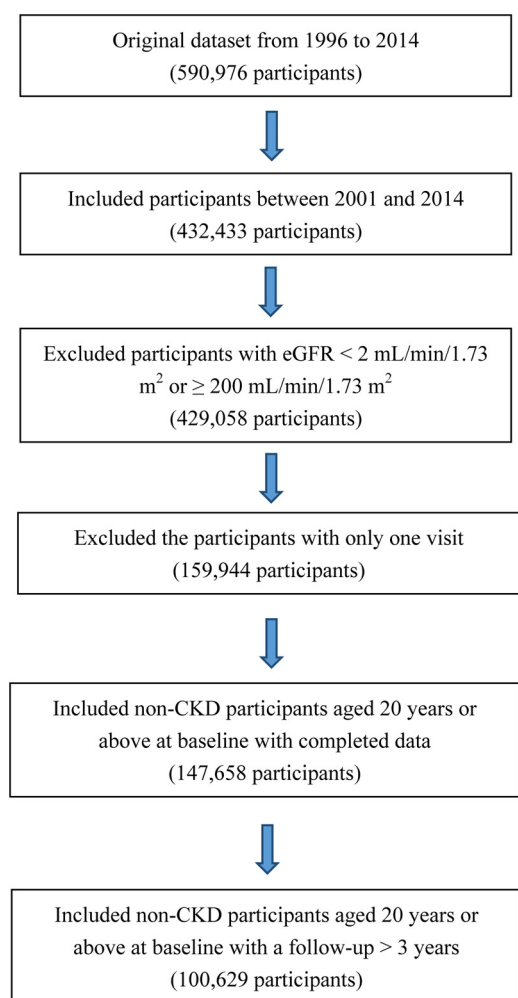 Original dataset from 1996 to 2014
(590,976 participants)
Included participants between 2001 and 2014
(432,433 participants)
Excluded participants with eGFR < 2 mL/min/1.73
m² or ≥ 200 mL/min/1.73 m²
(429,058 participants)
Excluded the participants with only one visit
(159,944 participants)
Included non-CKD participants aged 20 years or
above at baseline with completed data
(147,658 participants)
Included non-CKD participants aged 20 years or
above at baseline with a follow-up > 3 years
(100,629 participants)